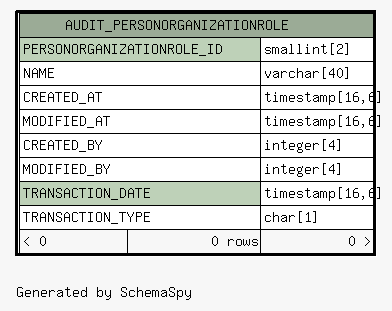 AUDIT_PERSONORGANIZATIONROLE
PERSONORGANIZATIONROLE_ID smallint[2]
NAME varchar[40]
CREATED_AT timestamp[16,6]
MODIFIED_AT timestamp[16,6]
CREATED_BY integer[4]
MODIFIED_BY integer[4]
TRANSACTION_DATE timestamp[16,6]
TRANSACTION_TYPE char[1]
< 0 0 rows 0 >
Generated by SchemaSpy